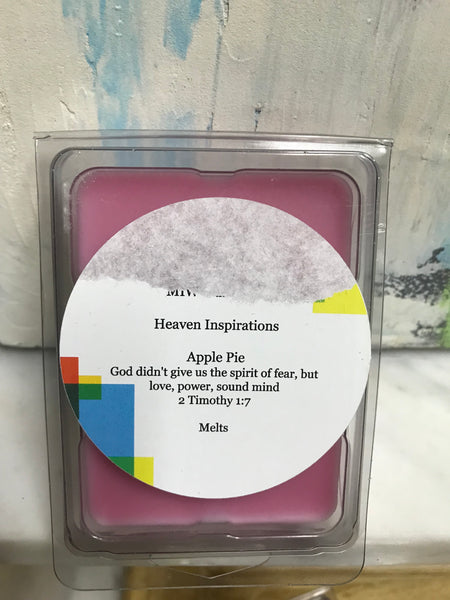 Heaven Inspirations
Apple Pie
God didn't give us the spirit of fear, but
love, power, sound mind
2 Timothy 1:7
Melts